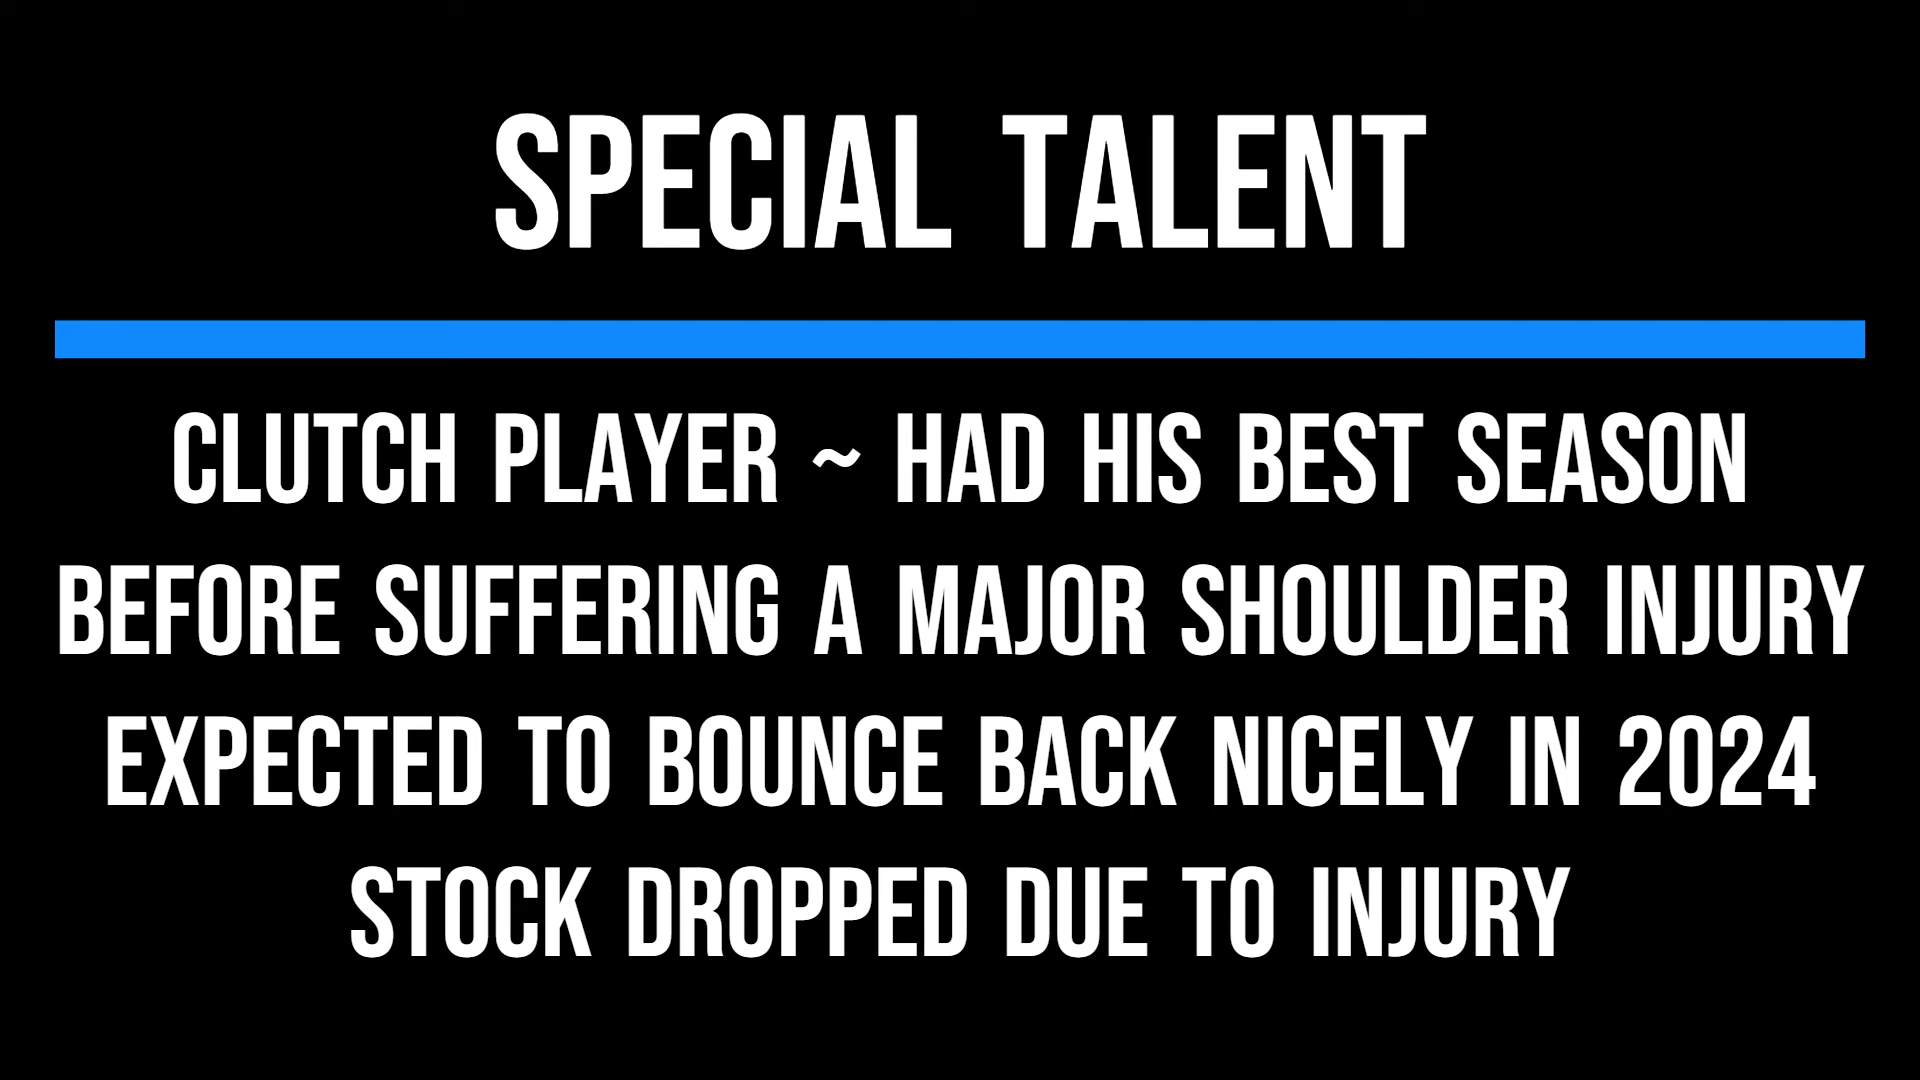 SPECIAL TALENT
CLUTCH PLAYER ~ HAD HIS BEST SEASON
BEFORE SUFFERING A MAJOR SHOULDER INJURY
EXPECTED TO BOUNCE BACK NICELY IN 2024
STOCK DROPPED DUE TO INJURY